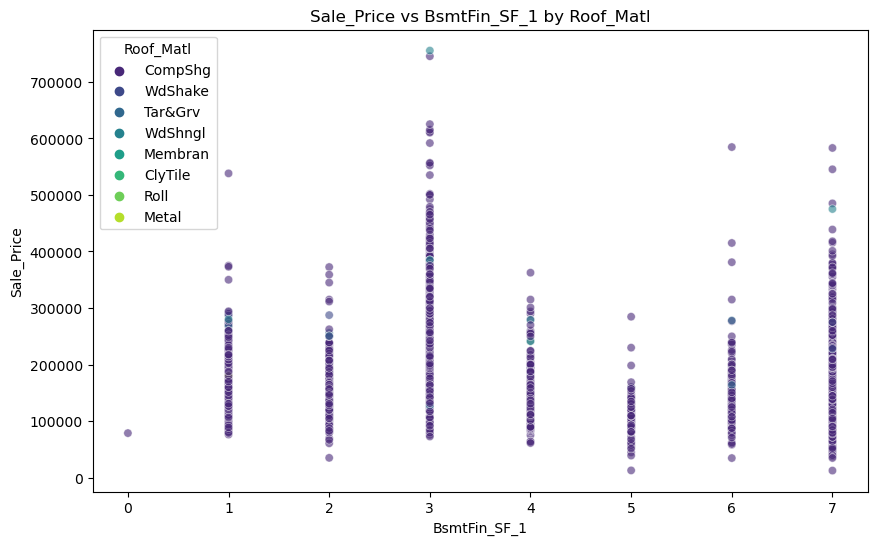 Sale_Price vs BsmtFin_SF_1 by Roof_Matl
Roof_Matl
CompShg
WdShake
Tar&Grv
WdShngl
Membran
ClyTile
Roll
Metal
Sale_Price
700000
600000
500000
400000
300000
200000
100000
0
0 1 2 3 4 5 6 7
BsmtFin_SF_1